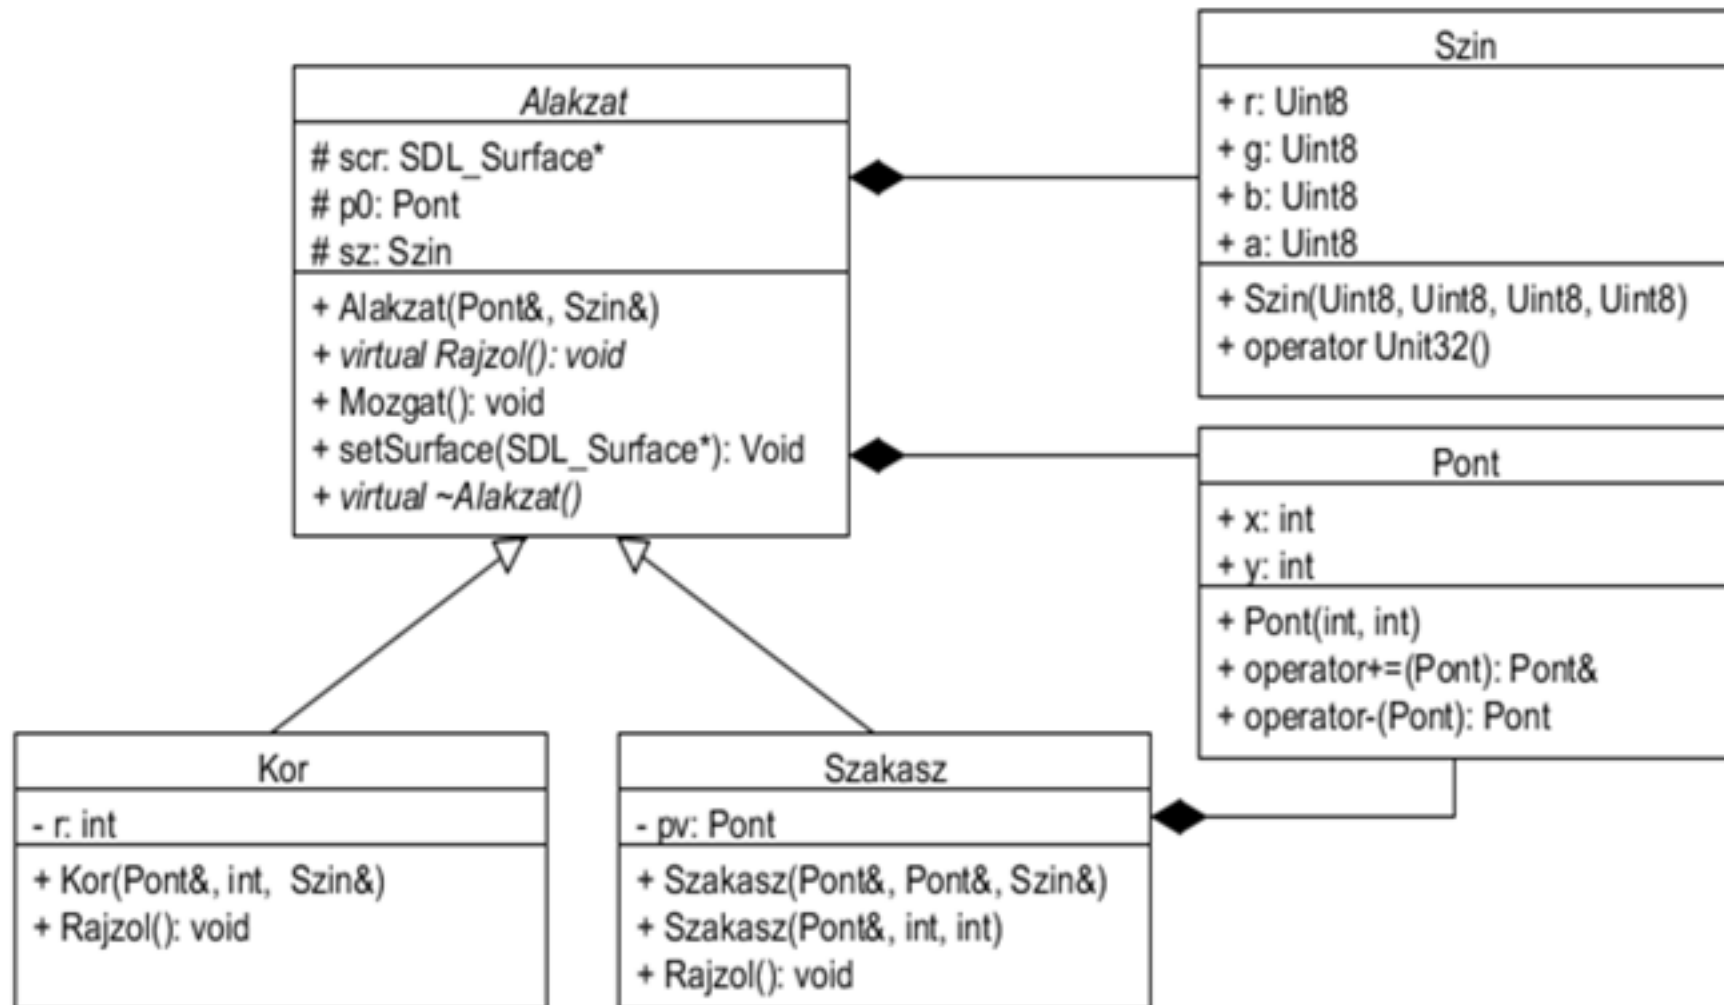 Alakzat
# scr: SDL_Surface*
# p0: Pont
# sz: Szin
+ Alakzat(Pont&, Szin&)
+ virtual Rajzol(): void
+ Mozgat(): void
+ setSurface(SDL_Surface*): Void
+ virtual ~Alakzat()
Szin
+ r: Uint8
+ g: Uint8
+ b: Uint8
+ a: Uint8
+ Szin(Uint8, Uint8, Uint8, Uint8)
+ operator Unit32()
Pont
+ x: int
+ y: int
+ Pont(int, int)
+ operator+=(Pont): Pont&
+ operator-(Pont): Pont
Kor
- r: int
+ Kor(Pont&, int, Szin&)
+ Rajzol(): void
Szakasz
- pv: Pont
+ Szakasz(Pont&, Pont&, Szin&)
+ Szakasz(Pont&, int, int)
+ Rajzol(): void